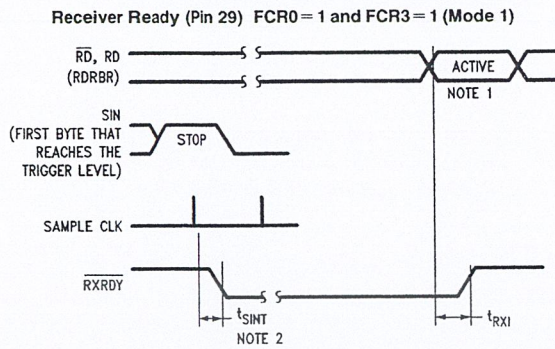 Receiver Ready (Pin 29) FCR0 = 1 and FCR3 = 1 (Mode 1)
RD, RD
(RDRBR)
ACTIVE
NOTE 1
SIN
(FIRST BYTE THAT
REACHES THE
TRIGGER LEVEL)
STOP
SAMPLE CLK
RXRDY
tSINT
NOTE 2
tRXI